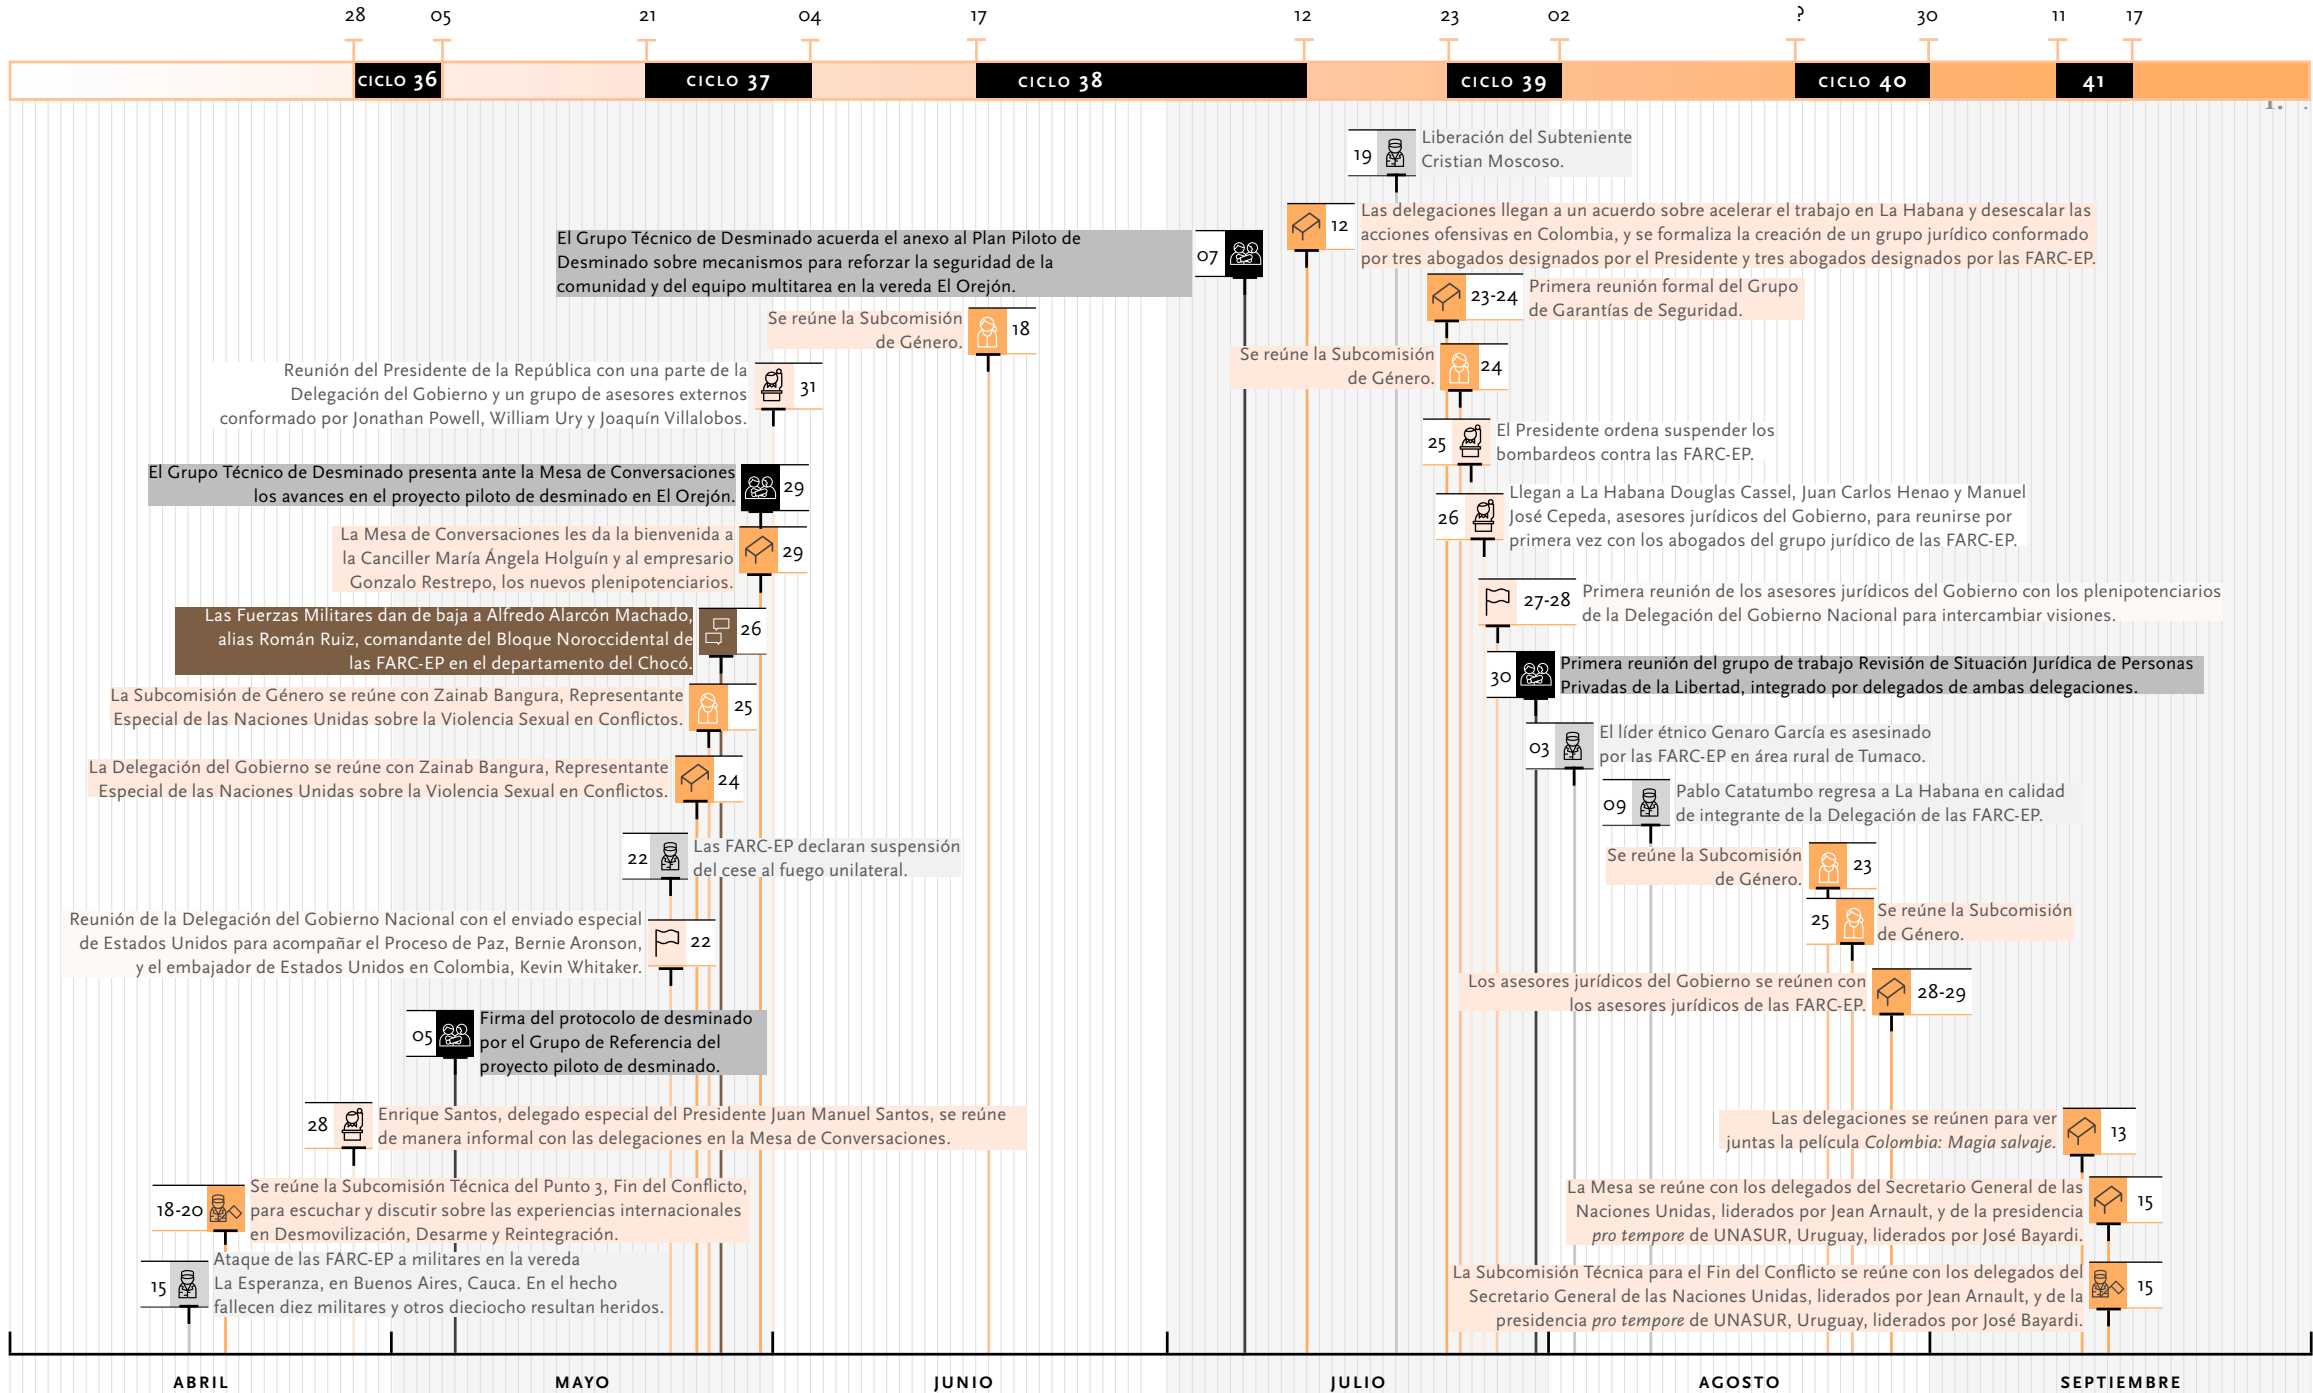 28 05 21 04 17 12 23 02 ? 30 11 17
CICLO 36 CICLO 37 CICLO 38 CICLO 39 CICLO 40 41
19
Liberación del Subteniente
Cristian Moscoso.
12
Las delegaciones llegan a un acuerdo sobre acelerar el trabajo en La Habana y desescalar las
acciones ofensivas en Colombia, y se formaliza la creación de un grupo jurídico conformado
por tres abogados designados por el Presidente y tres abogados designados por las FARC-EP.
El Grupo Técnico de Desminado acuerda el anexo al Plan Piloto de
Desminado sobre mecanismos para reforzar la seguridad de la
comunidad y del equipo multitarea en la vereda El Orejón.
07
23-24
Primera reunión formal del Grupo
de Garantías de Seguridad.
Se reúne la Subcomisión
de Género.
18
Se reúne la Subcomisión
de Género.
24
Reunión del Presidente de la República con una parte de la
Delegación del Gobierno y un grupo de asesores externos
conformado por Jonathan Powell, William Ury y Joaquín Villalobos.
31
25
El Presidente ordena suspender los
bombardeos contra las FARC-EP.
El Grupo Técnico de Desminado presenta ante la Mesa de Conversaciones
los avances en el proyecto piloto de desminado en El Orejón.
29
26
Llegan a La Habana Douglas Cassel, Juan Carlos Henao y Manuel
José Cepeda, asesores jurídicos del Gobierno, para reunirse por
primera vez con los abogados del grupo jurídico de las FARC-EP.
La Mesa de Conversaciones les da la bienvenida a
la Canciller María Ángela Holguín y al empresario
Gonzalo Restrepo, los nuevos plenipotenciarios.
29
27-28
Primera reunión de los asesores jurídicos del Gobierno con los plenipotenciarios
de la Delegación del Gobierno Nacional para intercambiar visiones.
Las Fuerzas Militares dan de baja a Alfredo Alarcón Machado,
alias Román Ruiz, comandante del Bloque Noroccidental de
las FARC-EP en el departamento del Chocó.
26
30
Primera reunión del grupo de trabajo Revisión de Situación Jurídica de Personas
Privadas de la Libertad, integrado por delegados de ambas delegaciones.
La Subcomisión de Género se reúne con Zainab Bangura, Representante
Especial de las Naciones Unidas sobre la Violencia Sexual en Conflictos.
25
03
El líder étnico Genaro García es asesinado
por las FARC-EP en área rural de Tumaco.
La Delegación del Gobierno se reúne con Zainab Bangura, Representante
Especial de las Naciones Unidas sobre la Violencia Sexual en Conflictos.
24
09
Pablo Catatumbo regresa a La Habana en calidad
de integrante de la Delegación de las FARC-EP.
22
Las FARC-EP declaran suspensión
del cese al fuego unilateral.
Se reúne la Subcomisión
de Género.
23
Reunión de la Delegación del Gobierno Nacional con el enviado especial
de Estados Unidos para acompañar el Proceso de Paz, Bernie Aronson,
y el embajador de Estados Unidos en Colombia, Kevin Whitaker.
22
25
Se reúne la Subcomisión
de Género.
Los asesores jurídicos del Gobierno se reúnen con
los asesores jurídicos de las FARC-EP.
28-29
05
Firma del protocolo de desminado
por el Grupo de Referencia del
proyecto piloto de desminado.
28
Enrique Santos, delegado especial del Presidente Juan Manuel Santos, se reúne
de manera informal con las delegaciones en la Mesa de Conversaciones.
Las delegaciones se reúnen para ver
juntas la película Colombia: Magia salvaje.
13
18-20
Se reúne la Subcomisión Técnica del Punto 3, Fin del Conflicto,
para escuchar y discutir sobre las experiencias internacionales
en Desmovilización, Desarme y Reintegración.
La Mesa se reúne con los delegados del Secretario General de las
Naciones Unidas, liderados por Jean Arnault, y de la presidencia
pro tempore de UNASUR, Uruguay, liderados por José Bayardi.
15
15
Ataque de las FARC-EP a militares en la vereda
La Esperanza, en Buenos Aires, Cauca. En el hecho
fallecen diez militares y otros dieciocho resultan heridos.
La Subcomisión Técnica para el Fin del Conflicto se reúne con los delegados del
Secretario General de las Naciones Unidas, liderados por Jean Arnault, y de la
presidencia pro tempore de UNASUR, Uruguay, liderados por José Bayardi.
15
ABRIL MAYO JUNIO JULIO AGOSTO SEPTIEMBRE